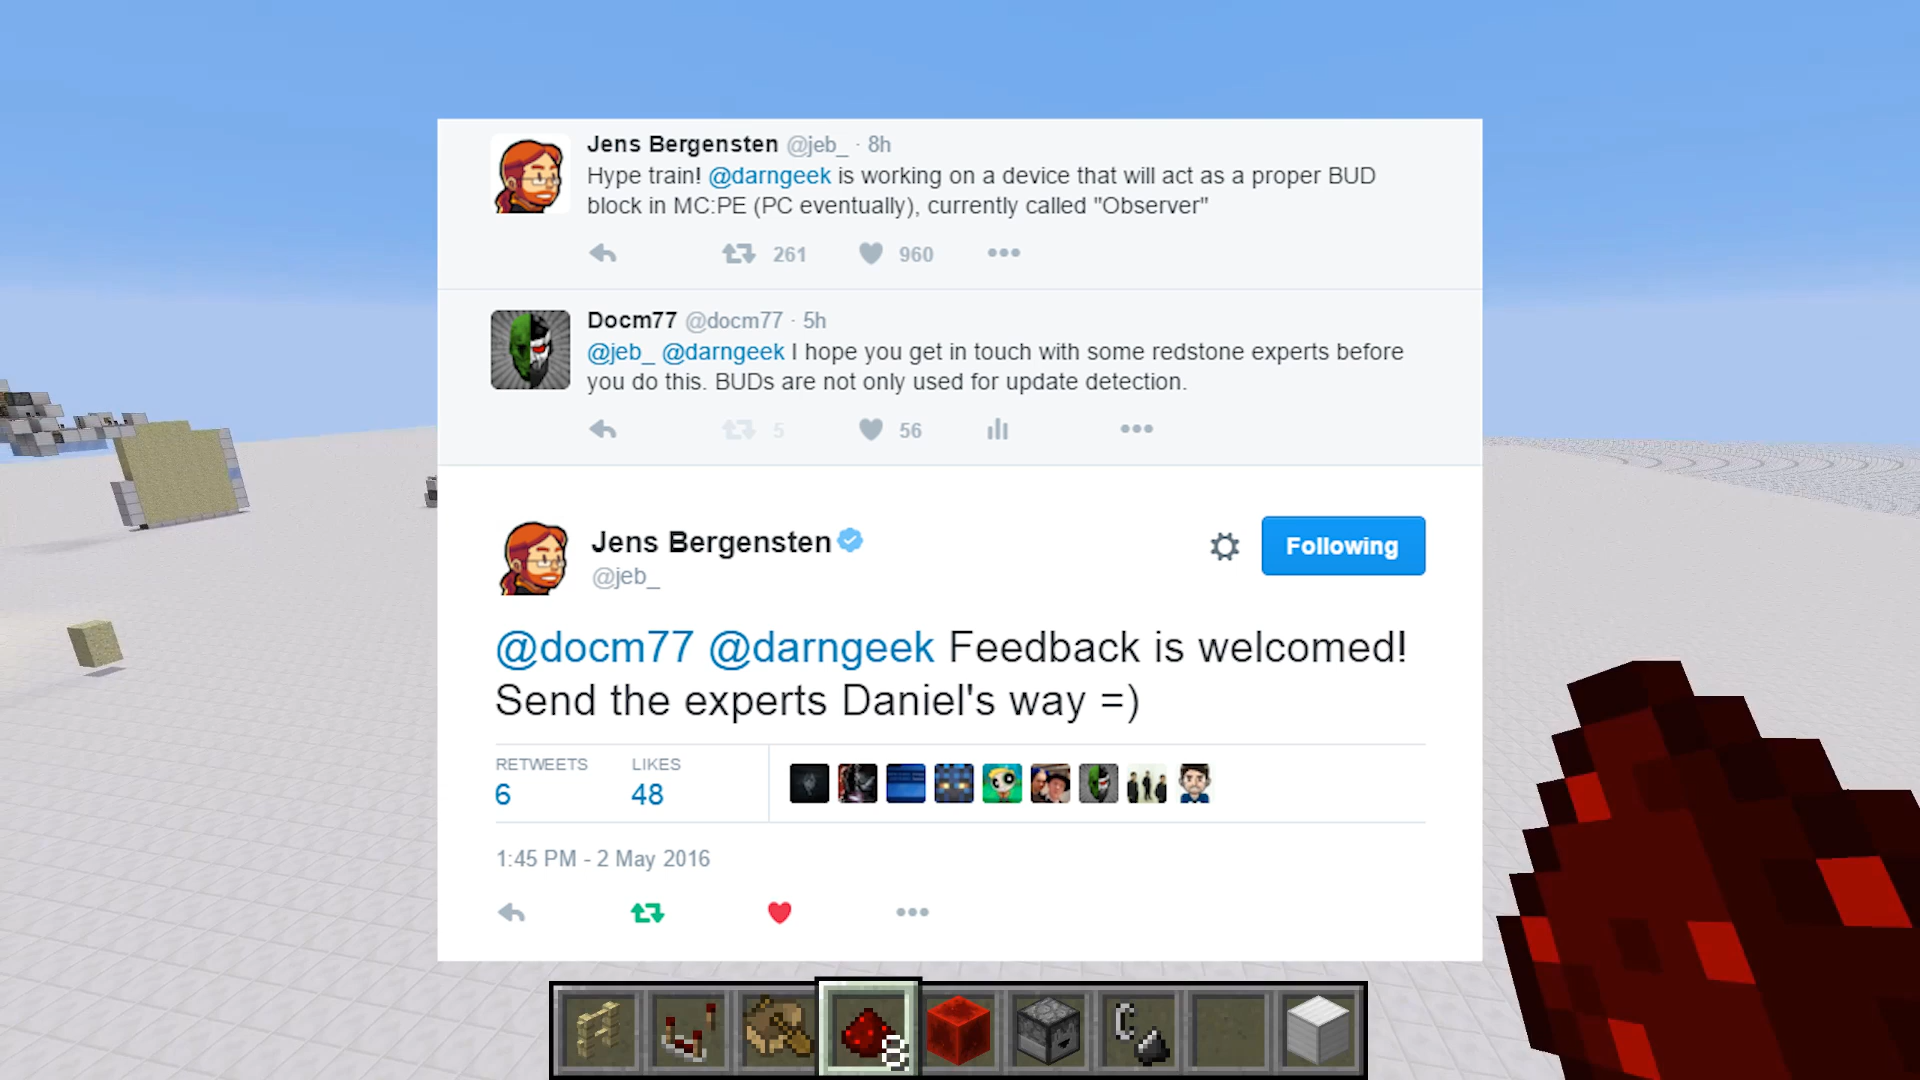 Jens Bergensten @jeb_ · 8h
Hype train! @darngeek is working on a device that will act as a proper BUD
block in MC:PE (PC eventually), currently called "Observer"
261 960
Docm77 @docm77 · 5h
@jeb_ @darngeek I hope you get in touch with some redstone experts before
you do this. BUDs are not only used for update detection.
5 56
Jens Bergensten
@jeb_
Following
@docm77 @darngeek Feedback is welcomed!
Send the experts Daniel's way =)
RETWEETS LIKES
6 48
1:45 PM - 2 May 2016